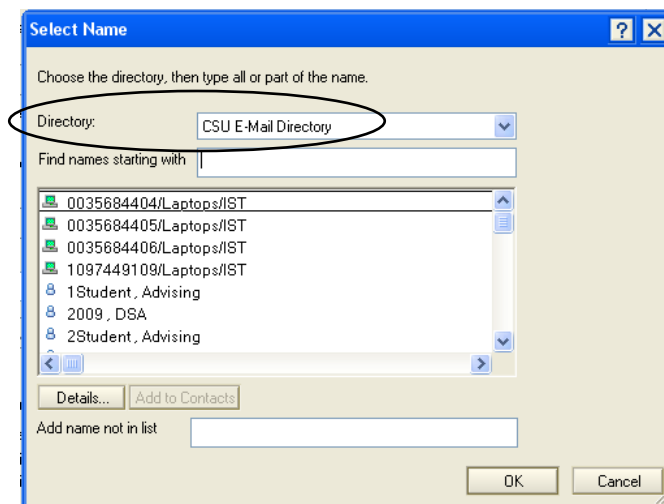 Select Name
Choose the directory, then type all or part of the name.
Directory: CSU E-Mail Directory
Find names starting with
0035684404/Laptops/IST
0035684405/Laptops/IST
0035684406/Laptops/IST
1097449109/Laptops/IST
1Student , Advising
2009 , DSA
2Student , Advising
Details... Add to Contacts
Add name not in list
OK Cancel